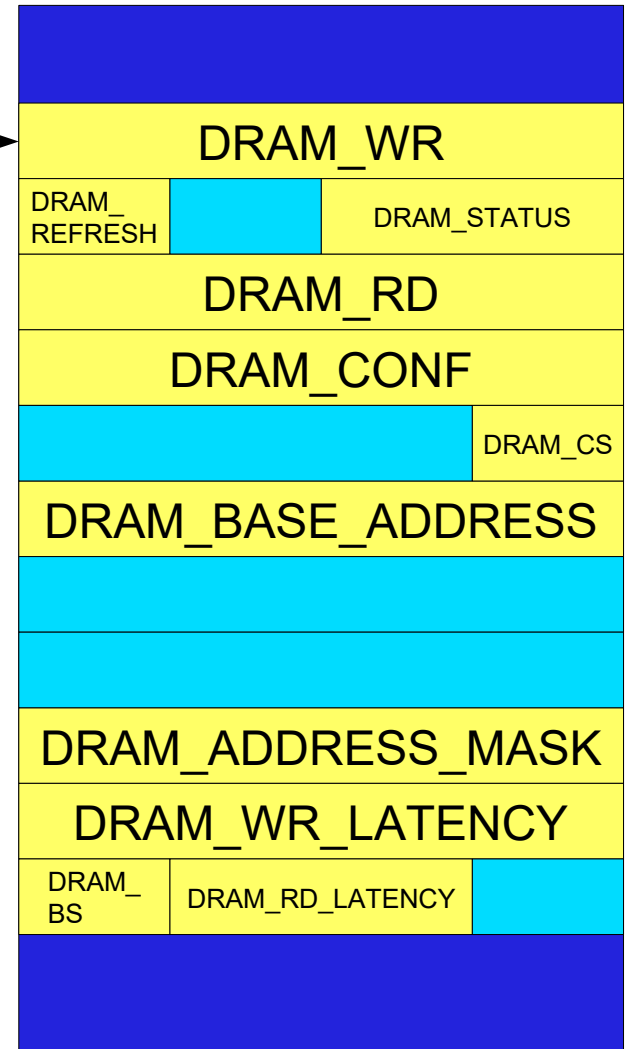 DRAM_WR
DRAM_
REFRESH
DRAM_STATUS
DRAM_RD
DRAM_CONF
DRAM_CS
DRAM_BASE_ADDRESS
DRAM_ADDRESS_MASK
DRAM_WR_LATENCY
DRAM_
BS
DRAM_RD_LATENCY